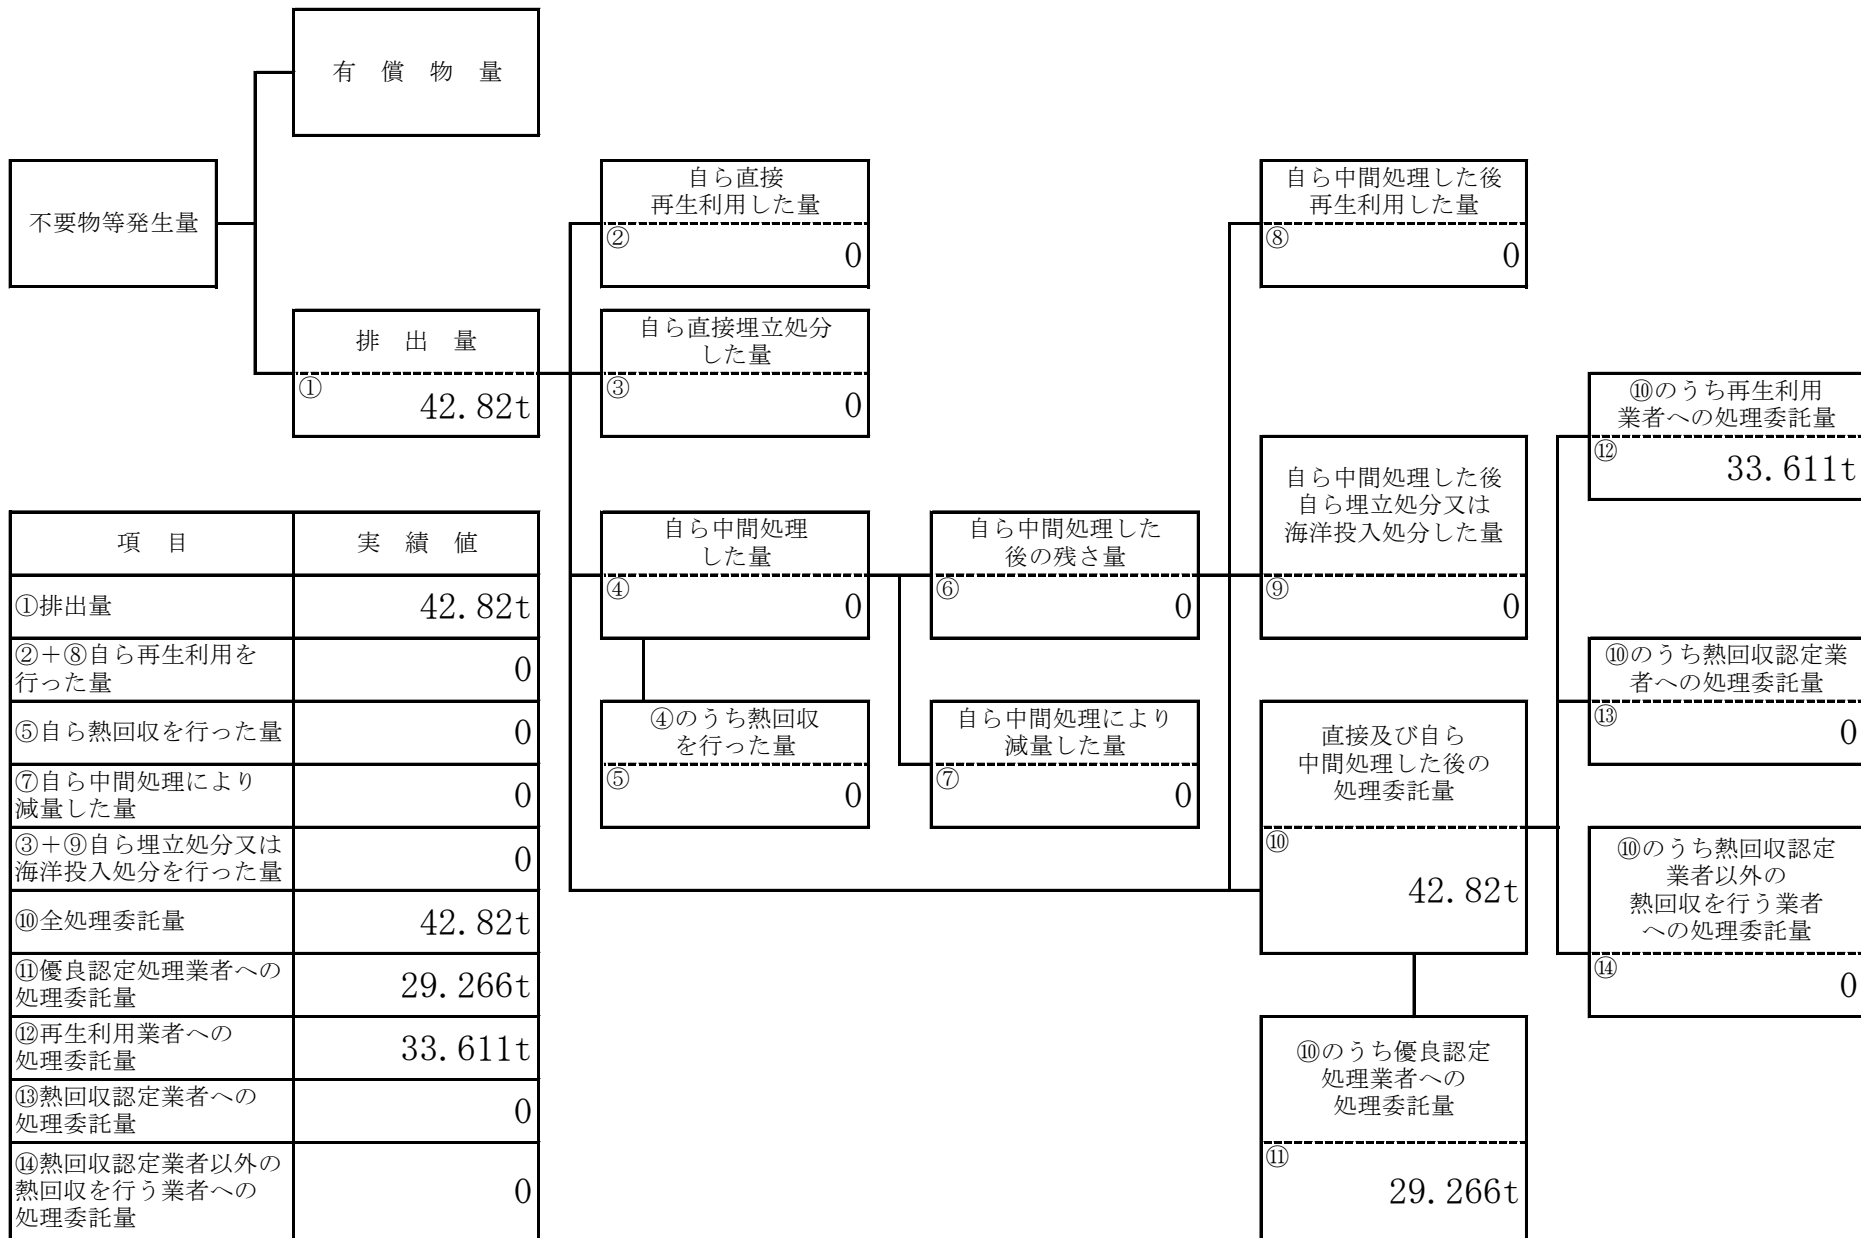 有 償 物 量
不要物等発生量
排 出 量
①
42.82t
自ら直接
再生利用した量
②
0
自ら直接埋立処分
した量
③
0
自ら中間処理
した量
④
0
④のうち熱回収
を行った量
⑤
0
自ら中間処理した
後の残さ量
⑥
0
自ら中間処理により
減量した量
⑦
0
自ら中間処理した後
再生利用した量
⑧
0
自ら中間処理した後
自ら埋立処分又は
海洋投入処分した量
⑨
0
直接及び自ら
中間処理した後の
処理委託量
⑩
42.82t
⑩のうち優良認定
処理業者への
処理委託量
⑪
29.266t
⑩のうち再生利用
業者への処理委託量
⑫
33.611t
⑩のうち熱回収認定業
者への処理委託量
⑬
0
⑩のうち熱回収認定
業者以外の
熱回収を行う業者
への処理委託量
⑭
0
項 目 実 績 値
①排出量 42.82t
②＋⑧自ら再生利用を
行った量
0
⑤自ら熱回収を行った量 0
⑦自ら中間処理により
減量した量
0
③＋⑨自ら埋立処分又は
海洋投入処分を行った量
0
⑩全処理委託量 42.82t
⑪優良認定処理業者への
処理委託量
29.266t
⑫再生利用業者への
処理委託量
33.611t
⑬熱回収認定業者への
処理委託量
0
⑭熱回収認定業者以外の
熱回収を行う業者への
処理委託量
0